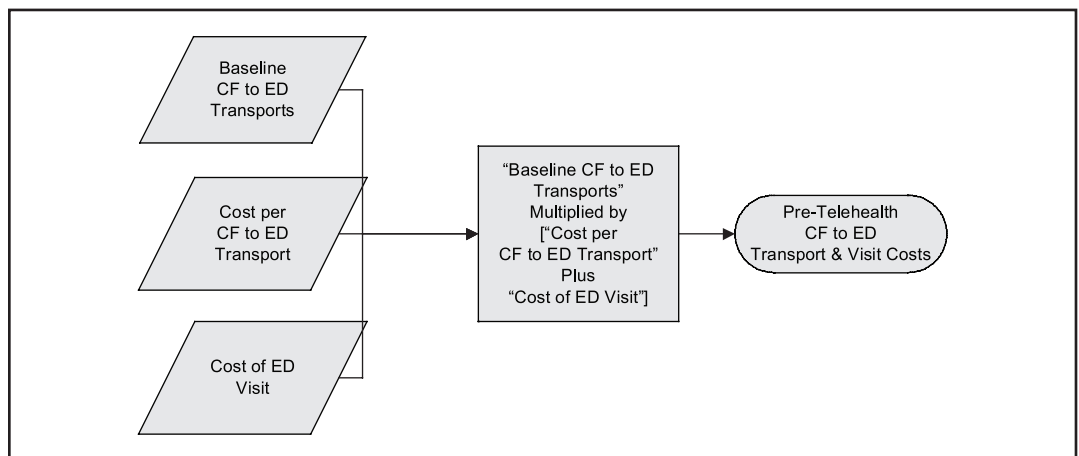 Baseline
CF to ED
Transports
Cost per
CF to ED
Transport
Cost of ED
Visit
“Baseline CF to ED
Transports”
Multiplied by
[“Cost per
CF to ED Transport”
Plus
“Cost of ED Visit”]
Pre-Telehealth
CF to ED
Transport & Visit Costs